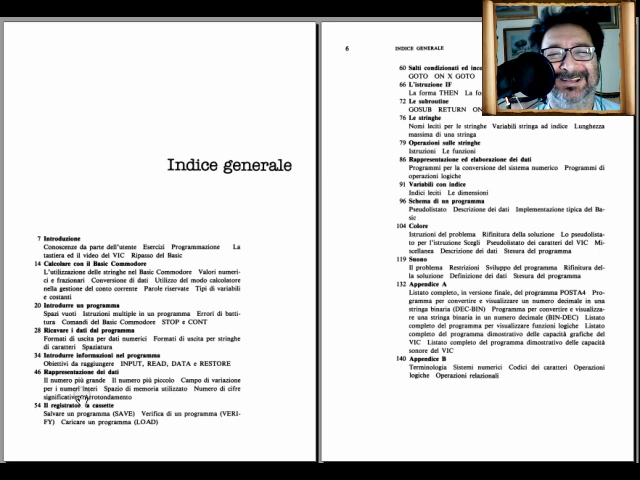 Indice generale
7 Introduzione
Conoscenze da parte dell'utente Esercizi Programmazione La
tastiera ed il video del VIC Ripasso del Basic
14 Calcolare con il Basic Commodore
L'utilizzazione delle stringhe nel Basic Commodore Valori numeri-
ci e frazionari Conversione di dati Utilizzo del modo calcolatore
nella gestione del conto corrente Parole riservate Tipi di variabili
e costanti
20 Introdurre un programma
Spazi vuoti Istruzioni multiple in un programma Errori di batti-
tura Comandi del Basic Commodore STOP e CONT
28 Ricavare i dati dal programma
Formati di uscita per dati numerici Formati di uscita per stringhe
di caratteri Spaziatura
34 Introdurre informazioni nel programma
Obiettivi da raggiungere INPUT, READ, DATA e RESTORE
46 Rappresentazione dei dati
Il numero più grande Il numero più piccolo Campo di variazione
per i numeri interi Spazio di memoria utilizzato Numero di cifre
significative Arrotondamento
54 Il registratore a cassette
Salvare un programma (SAVE) Verifica di un programma (VERI-
FY) Caricare un programma (LOAD)
6 INDICE GENERALE
60 Salti condizionati ed
GOTO ON X GOTO
66 L'istruzione IF
La forma THEN La
72 Le subroutine
GOSUB RETURN
76 Le stringhe
Nomi leciti per le stringhe Variabili stringa ad indice Lunghezza
massima di una stringa
79 Operazioni sulle stringhe
Istruzioni Le funzioni
86 Rappresentazione ed elaborazione dei dati
Programmi per la conversione del sistema numerico Programmi di
operazioni logiche
91 Variabili con indice
Indici leciti Le dimensioni
96 Schema di un programma
Pseudolistato Descrizione dei dati Implementazione tipica del Ba-
sic
104 Colore
Istruzioni del problema Rifinitura della soluzione Lo pseudolista-
to per l'istruzione Scegli Pseudolistato dei caratteri del VIC Mi-
scellanea Descrizione dei dati Stesura del programma
119 Suono
Il problema Restrizioni Sviluppo del programma Rifinitura del-
la soluzione Definizione dei dati Stesura del programma
132 Appendice A
Listato completo, in versione finale, del programma POSTA4 Pro-
gramma per convertire e visualizzare un numero decimale in una
stringa binaria (DEC-BIN) Programma per convertire e visualizza-
re una stringa binaria in un numero decimale (BIN-DEC) Listato
completo del programma per visualizzare funzioni logiche Listato
completo del programma dimostrativo delle capacità grafiche del
VIC Listato completo del programma dimostrativo delle capacità
sonore del VIC
140 Appendice B
Terminologia Sistemi numerici Codici dei caratteri Operazioni
logiche Operazioni relazionali